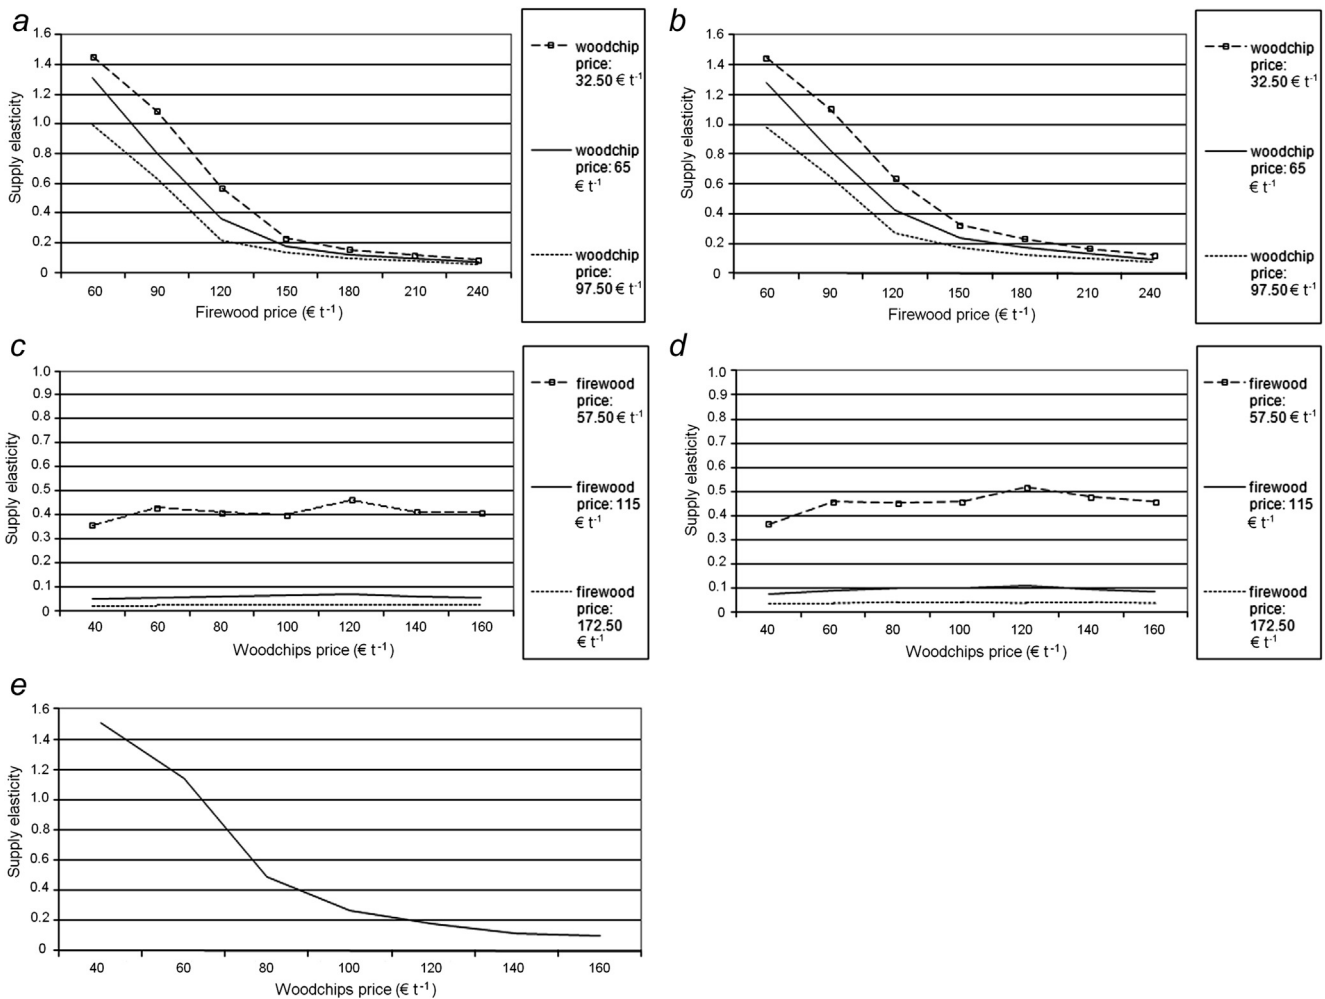 a
1.6
1.4
1.2
1.0
0.8
0.6
0.4
0.2
0
Supply elasticity
60 90 120 150 180 210 240
Firewood price (€ t-1)
woodchip
price:
32.50 € t-1
woodchip
price: 65
€ t-1
woodchip
price:
97.50 € t-1
b
1.6
1.4
1.2
1.0
0.8
0.6
0.4
0.2
0
Supply elasticity
60 90 120 150 180 210 240
Firewood price (€ t-1)
woodchip
price:
32.50 € t-1
woodchip
price: 65
€ t-1
woodchip
price:
97.50 € t-1
c
1.0
0.9
0.8
0.7
0.6
0.5
0.4
0.3
0.2
0.1
0
Supply elasticity
40 60 80 100 120 140 160
Woodchips price (€ t-1)
firewood
price:
57.50 € t-1
firewood
price: 115
€ t-1
firewood
price:
172.50
€ t-1
d
1.0
0.9
0.8
0.7
0.6
0.5
0.4
0.3
0.2
0.1
0
Supply elasticity
40 60 80 100 120 140 160
Woodchips price (€ t-1)
firewood
price:
57.50 € t-1
firewood
price: 115
€ t-1
firewood
price:
172.50
€ t-1
e
1.6
1.4
1.2
1.0
0.8
0.6
0.4
0.2
0
Supply elasticity
40 60 80 100 120 140 160
Woodchips price (€ t-1)